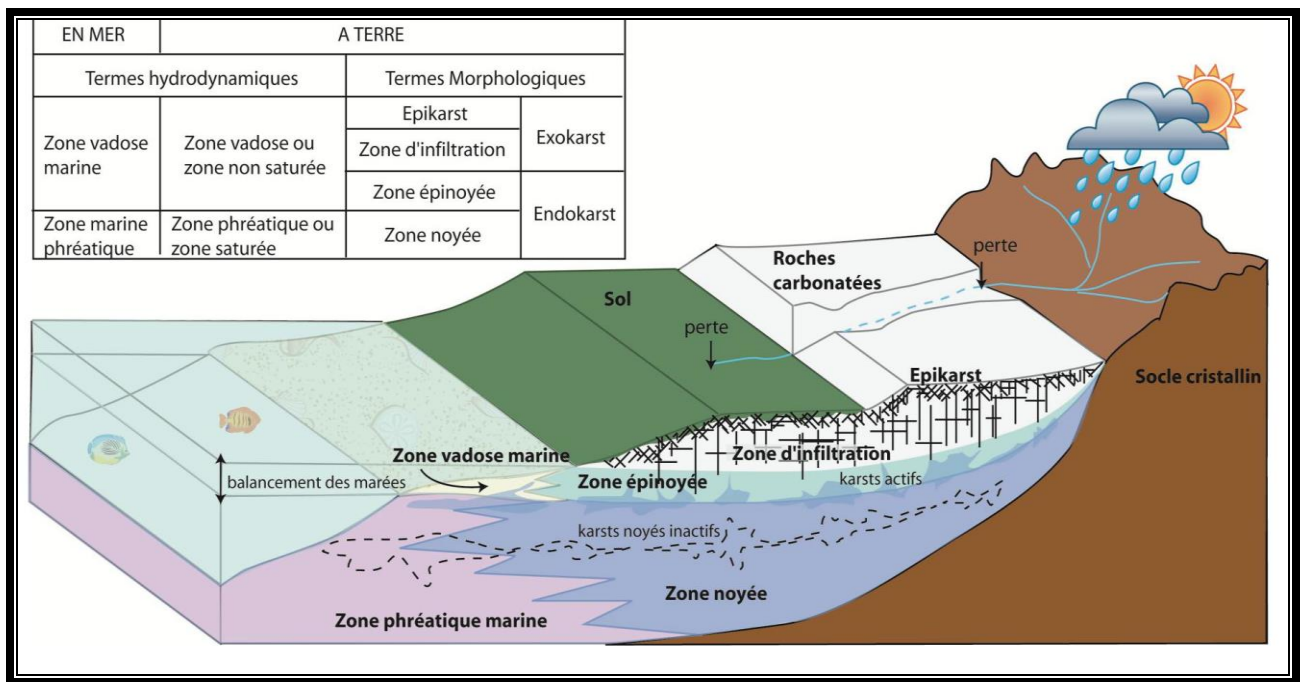 EN MER
A TERRE
Termes hydrodynamiques
Termes Morphologiques
Zone vadose
marine
Zone vadose ou
zone non saturée
Epikarst
Zone d'infiltration
Exokarst
Zone épinoyée
Endokarst
Zone marine
phréatique
Zone phréatique ou
zone saturée
Zone noyée
perte
Roches
carbonatées
Sol
perte
Epikarst
Socle cristallin
Zone vadose marine
Zone d'infiltration
balancement des marées
Zone épinoyée
karsts actifs
karsts noyés inactifs
Zone noyée
Zone phréatique marine